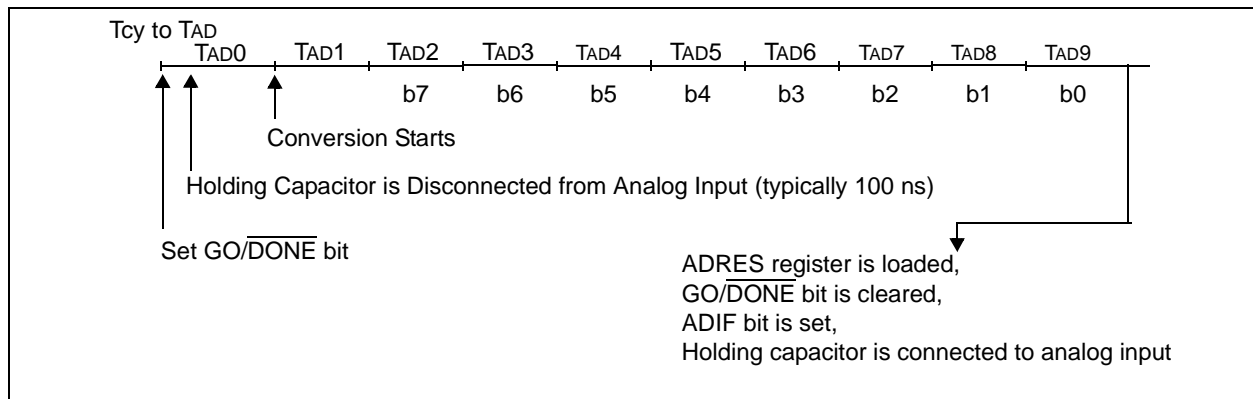 Tcy to TAD
TAD0 TAD1 TAD2 TAD3 TAD4 TAD5 TAD6 TAD7 TAD8 TAD9
b7 b6 b5 b4 b3 b2 b1 b0
Conversion Starts
Holding Capacitor is Disconnected from Analog Input (typically 100 ns)
Set GO/DONE bit
ADRES register is loaded,
GO/DONE bit is cleared,
ADIF bit is set,
Holding capacitor is connected to analog input